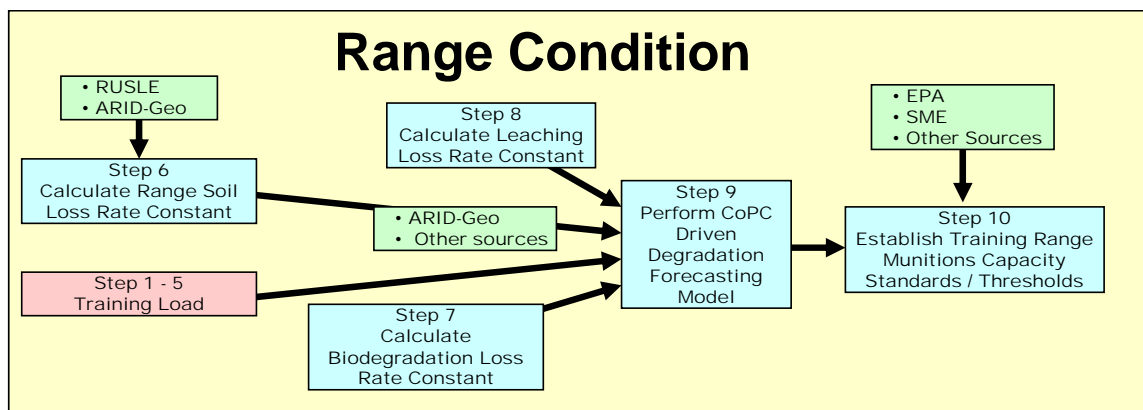 Range Condition
• RUSLE
• ARID-Geo
Step 6
Calculate Range Soil
Loss Rate Constant
Step 8
Calculate Leaching
Loss Rate Constant
• ARID-Geo
• Other sources
Step 1 - 5
Training Load
Step 7
Calculate
Biodegradation Loss
Rate Constant
Step 9
Perform CoPC
Driven
Degradation
Forecasting
Model
• EPA
• SME
• Other Sources
Step 10
Establish Training Range
Munitions Capacity
Standards / Thresholds